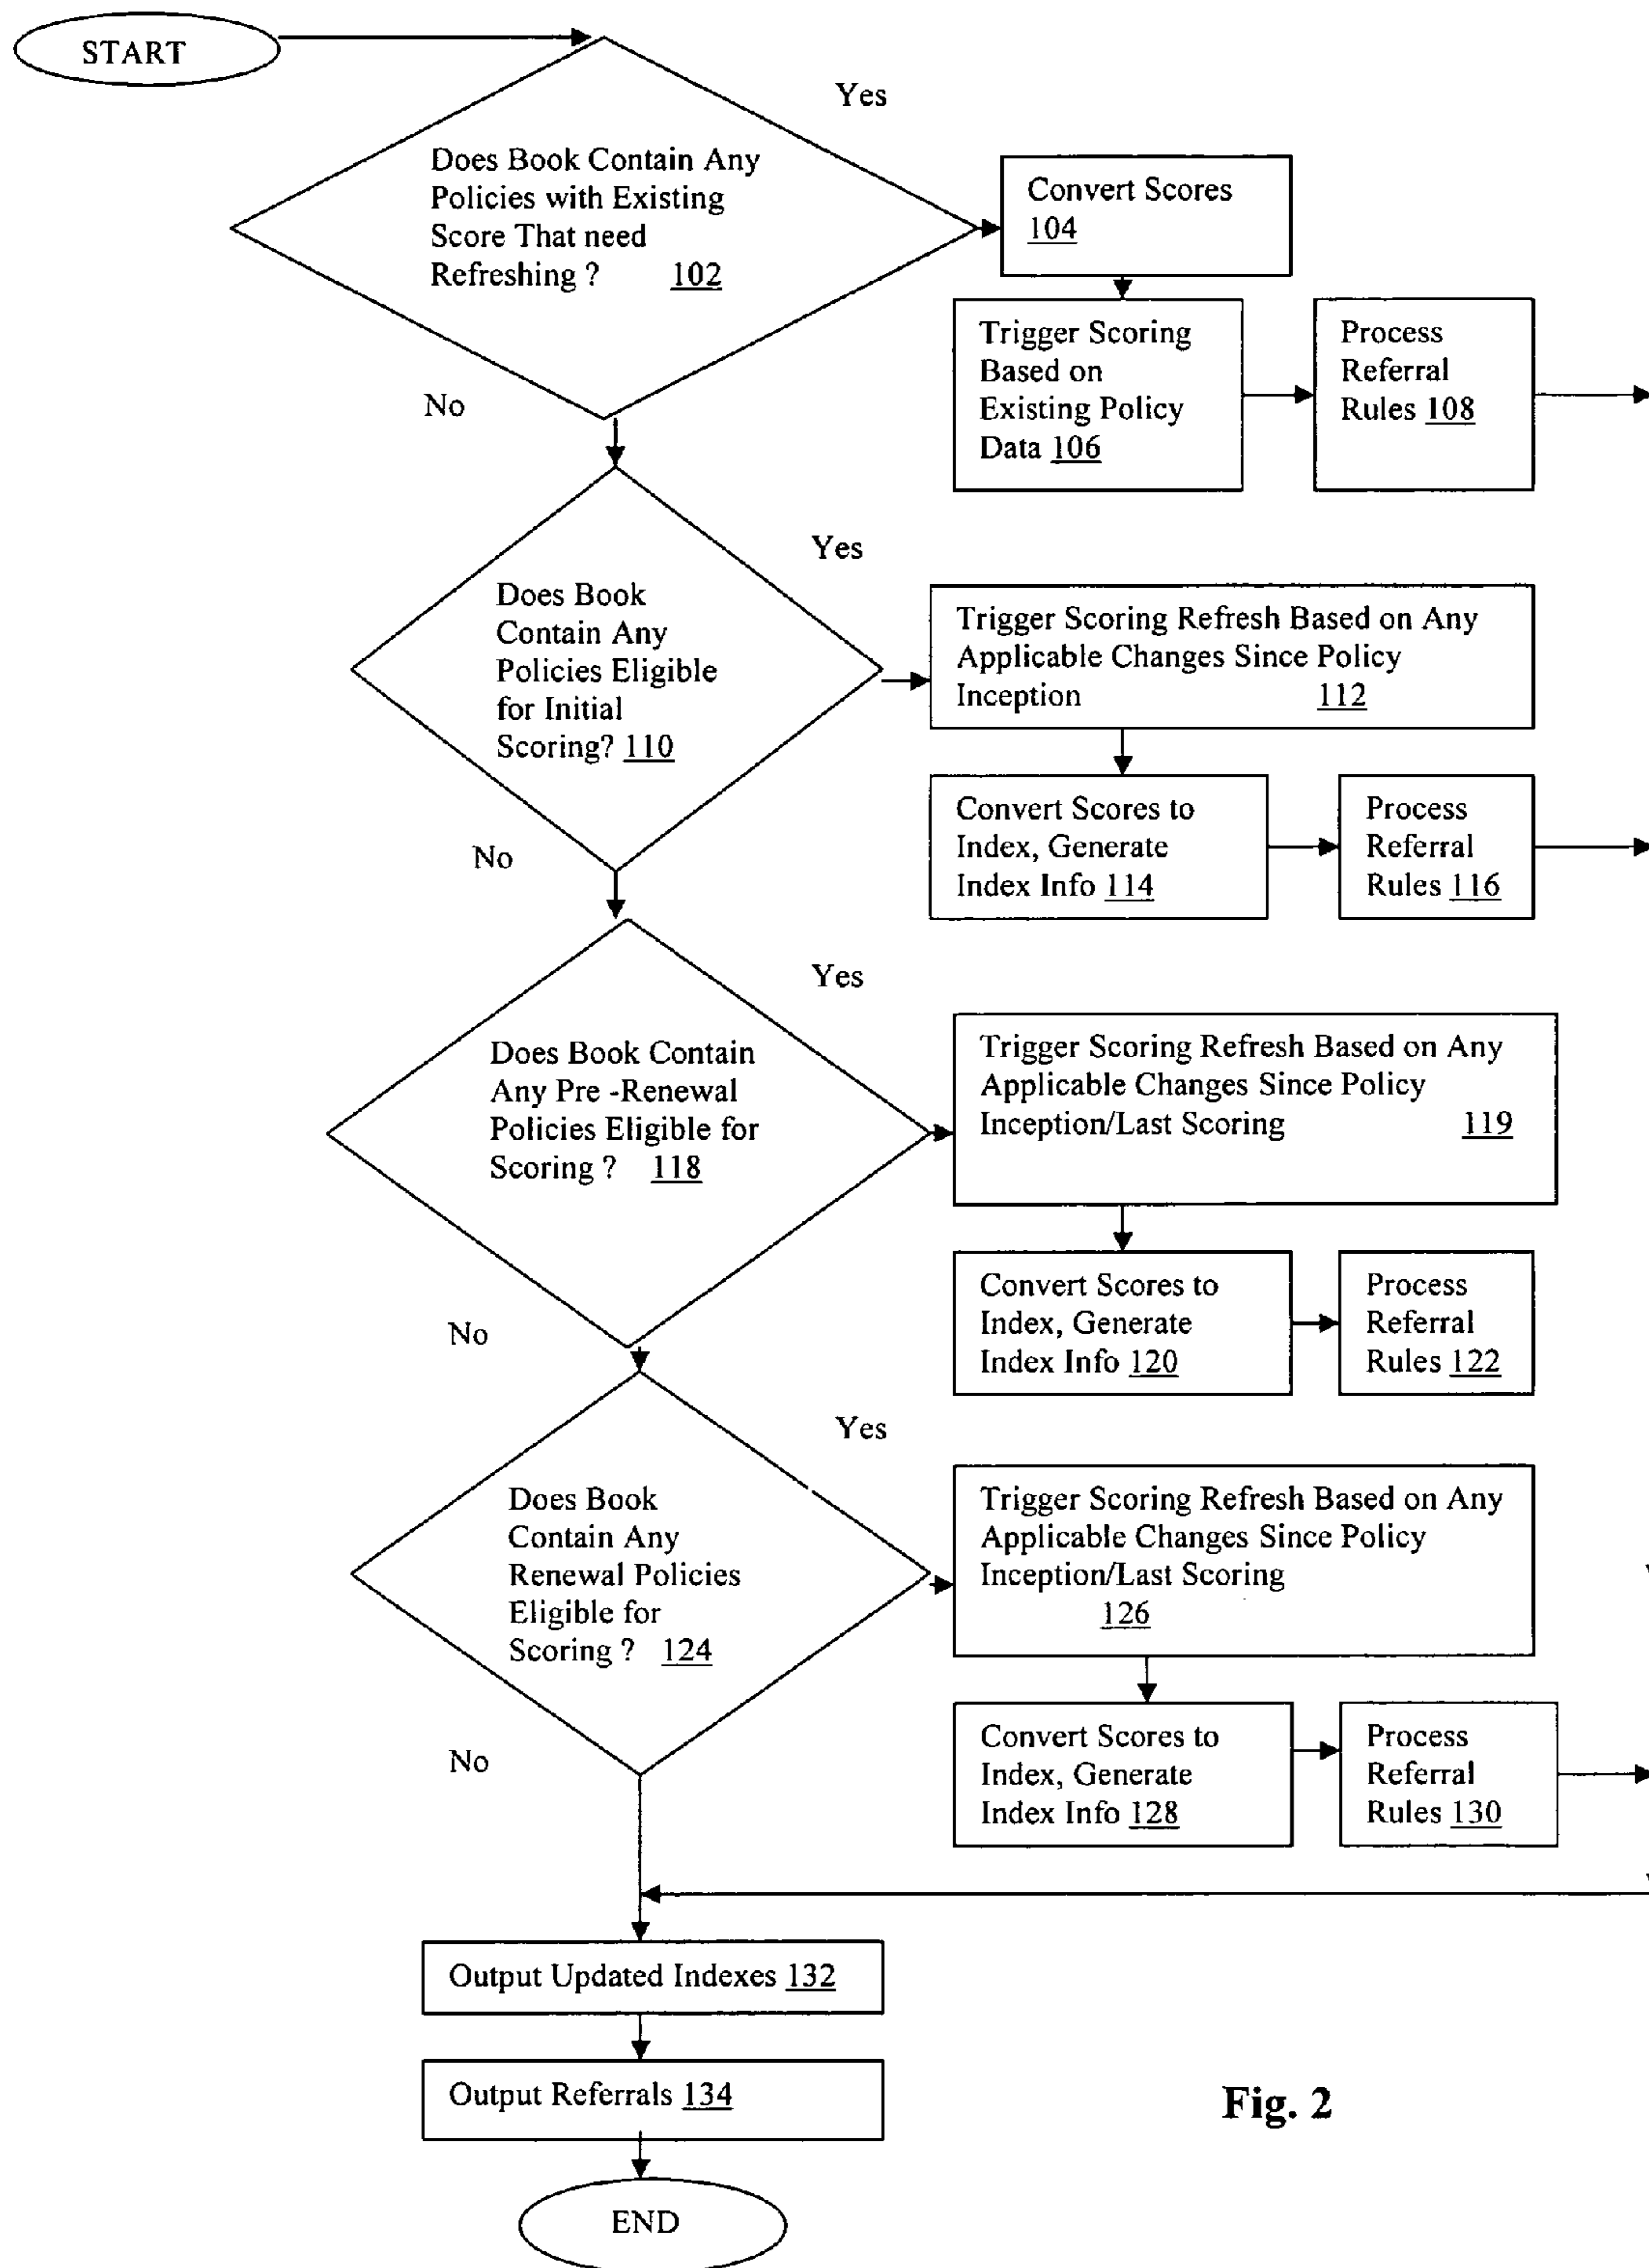 START
Yes
Does Book Contain Any
Policies with Existing
Score That need
Refreshing ? 102
Convert Scores
104
Trigger Scoring
Based on
Existing Policy
Data 106
Process
Referral
Rules 108
No
Yes
Does Book
Contain Any
Policies Eligible
for Initial
Scoring? 110
Trigger Scoring Refresh Based on Any
Applicable Changes Since Policy
Inception 112
Convert Scores to
Index, Generate
Index Info 114
Process
Referral
Rules 116
No
Yes
Does Book Contain
Any Pre -Renewal
Policies Eligible for
Scoring ? 118
Trigger Scoring Refresh Based on Any
Applicable Changes Since Policy
Inception/Last Scoring 119
Convert Scores to
Index, Generate
Index Info 120
Process
Referral
Rules 122
No
Yes
Does Book
Contain Any
Renewal Policies
Eligible for
Scoring ? 124
Trigger Scoring Refresh Based on Any
Applicable Changes Since Policy
Inception/Last Scoring
126
Convert Scores to
Index, Generate
Index Info 128
Process
Referral
Rules 130
No
Output Updated Indexes 132
Output Referrals 134
Fig. 2
END